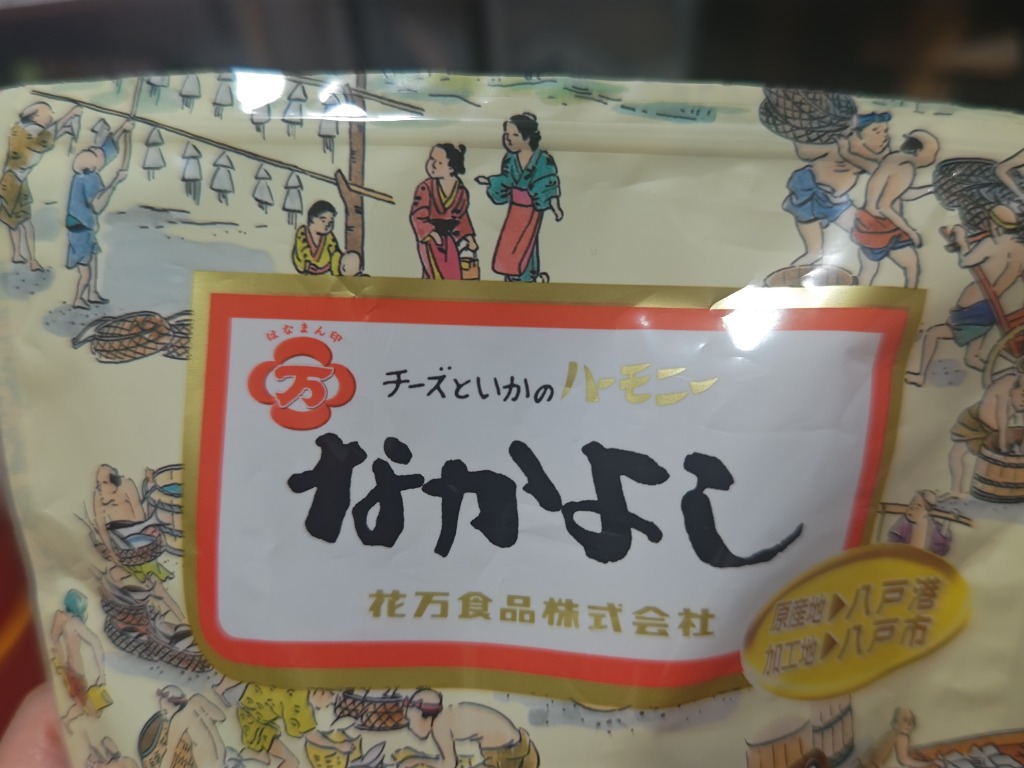 はなまん印
万
チーズといかのハーモニー
なかよし
花万食品株式会社
原産地▶八戸港
加工地▶八戸市